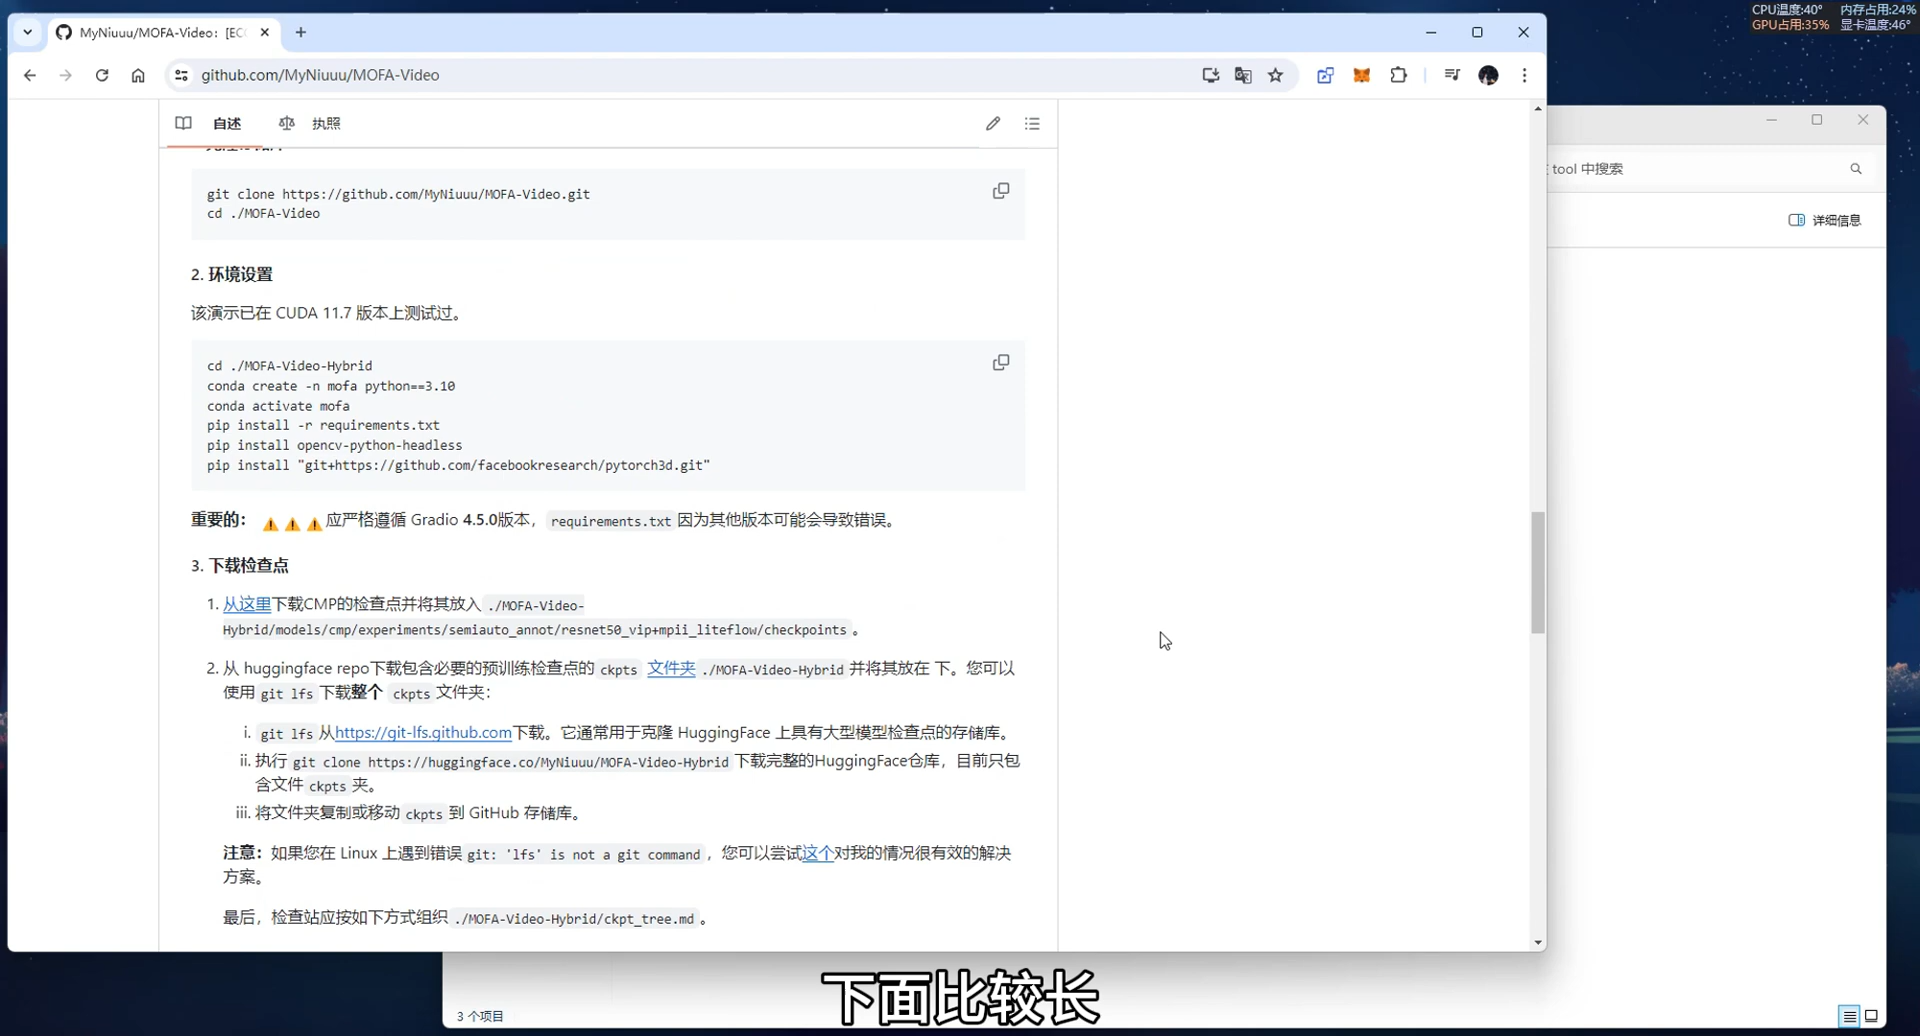 CPU温度:40° 内存占用:24%
GPU占用:35% 显卡温度:46°
MyNiuuu/MOFA-Video: [EC
github.com/MyNiuuu/MOFA-Video
自述 执照
tool 中搜索
详细信息
git clone https://github.com/MyNiuuu/MOFA-Video.git
cd ./MOFA-Video
2. 环境设置
该演示已在 CUDA 11.7 版本上测试过。
cd ./MOFA-Video-Hybrid
conda create -n mofa python==3.10
conda activate mofa
pip install -r requirements.txt
pip install opencv-python-headless
pip install "git+https://github.com/facebookresearch/pytorch3d.git"
重要的： ⚠️⚠️⚠️应严格遵循 Gradio 4.5.0版本， requirements.txt 因为其他版本可能会导致错误。
3. 下载检查点
1. 从这里下载CMP的检查点并将其放入 ./MOFA-Video-
Hybrid/models/cmp/experiments/semiauto_annot/resnet50_vip+mpii_liteflow/checkpoints 。
2. 从 huggingface repo下载包含必要的预训练检查点的 ckpts 文件夹 ./MOFA-Video-Hybrid 并将其放在 下。您可以
使用 git lfs 下载整个 ckpts 文件夹：
i. git lfs 从https://git-lfs.github.com下载。它通常用于克隆 HuggingFace 上具有大型模型检查点的存储库。
ii. 执行 git clone https://huggingface.co/MyNiuuu/MOFA-Video-Hybrid 下载完整的HuggingFace仓库，目前只包
含文件 ckpts 夹。
iii. 将文件夹复制或移动 ckpts 到 GitHub 存储库。
注意：如果您在 Linux 上遇到错误 git: 'lfs' is not a git command ，您可以尝试这个对我的情况很有效的解决
方案。
最后，检查站应按如下方式组织 ./MOFA-Video-Hybrid/ckpt_tree.md 。
下面比较长
3 个项目